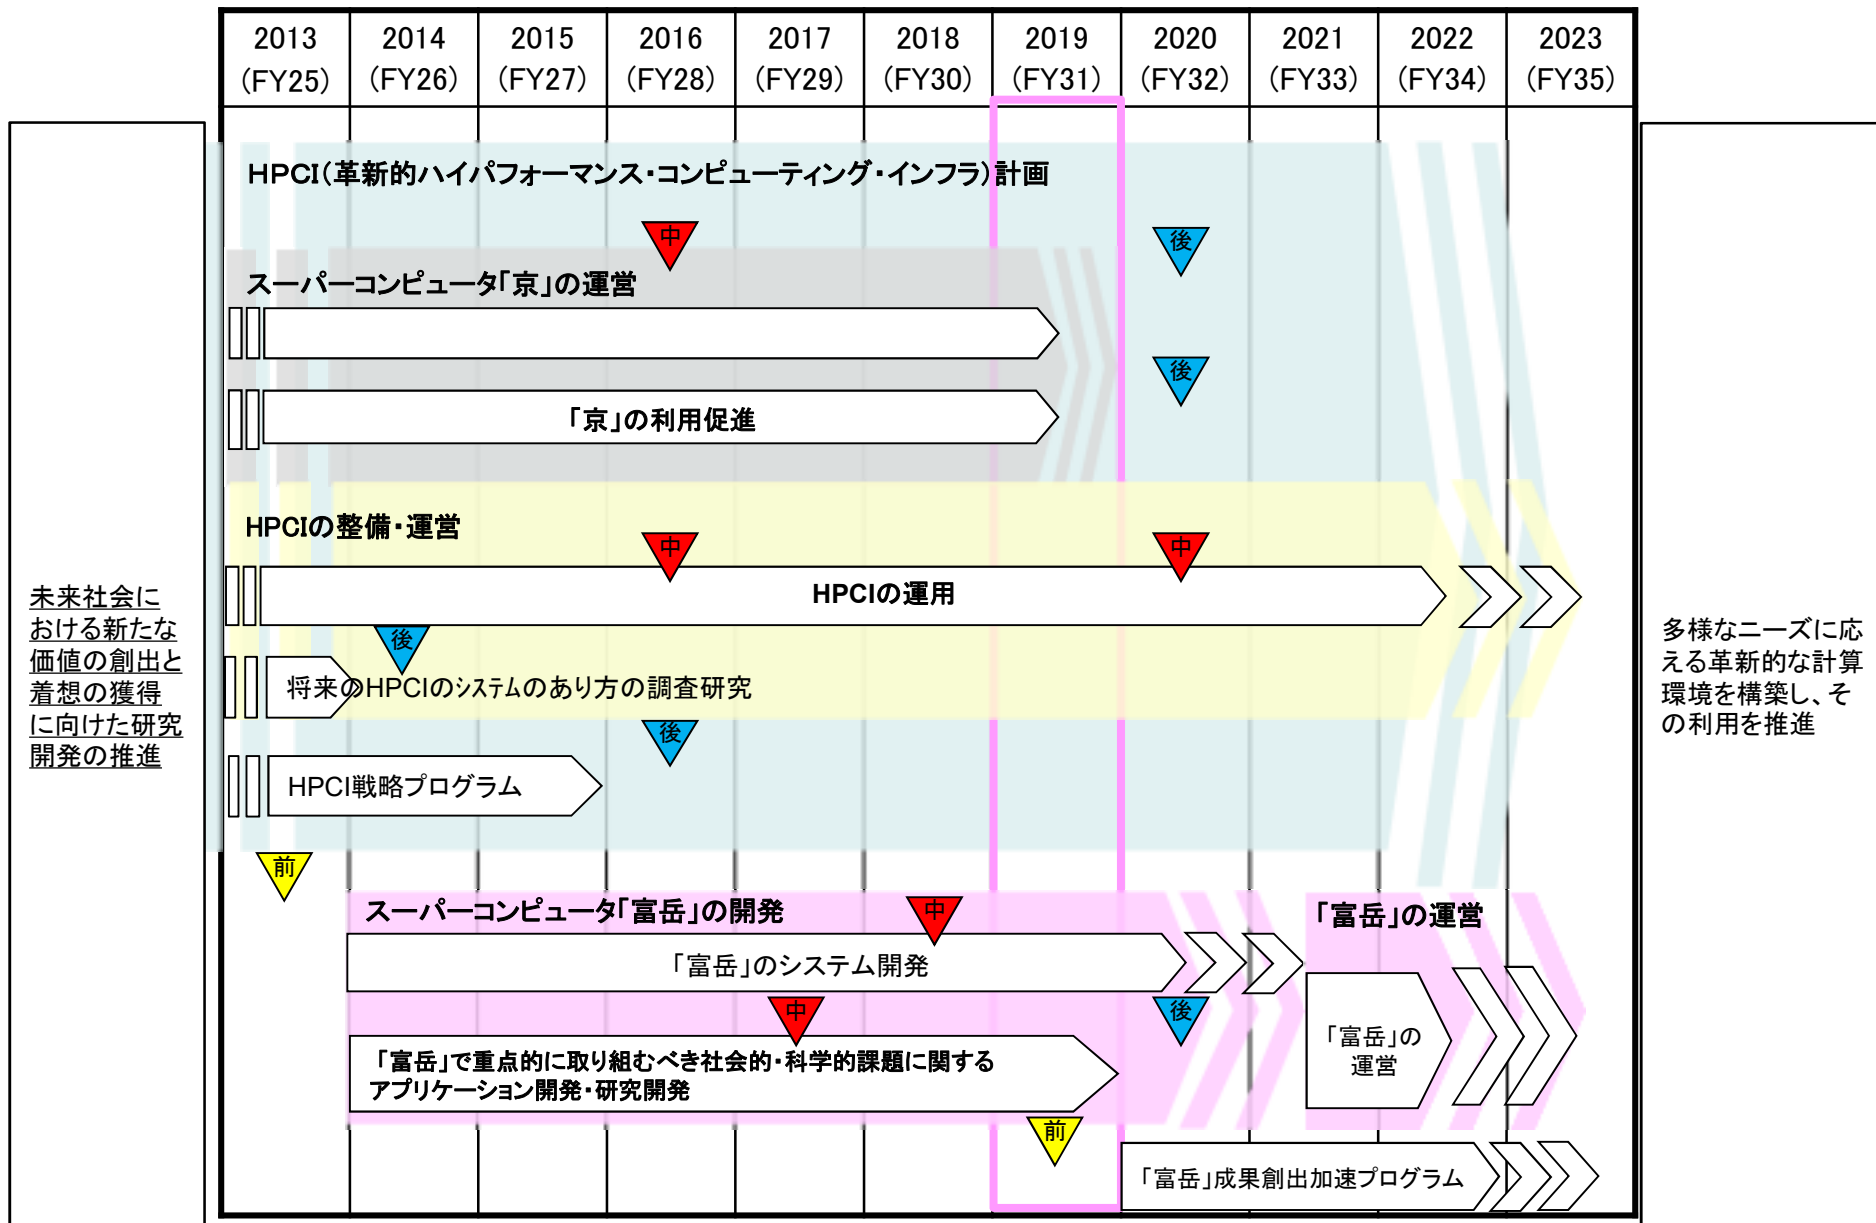 2013 2014 2015 2016 2017 2018 2019 2020 2021 2022 2023
(FY25) (FY26) (FY27) (FY28) (FY29) (FY30) (FY31) (FY32) (FY33) (FY34) (FY35)
未来社会に
おける新たな
価値の創出と
着想の獲得
に向けた研究
開発の推進
HPCI(革新的ハイパフォーマンス・コンピューティング・インフラ)計画
中
後
スーパーコンピュータ「京」の運営
後
「京」の利用促進
HPCIの整備・運営
中
中
HPCIの運用
後
将来のHPCIのシステムのあり方の調査研究
後
HPCI戦略プログラム
前
スーパーコンピュータ「富岳」の開発
中
「富岳」の運営
「富岳」のシステム開発
中
後
「富岳」の
運営
「富岳」で重点的に取り組むべき社会的・科学的課題に関する
アプリケーション開発・研究開発
前
「富岳」成果創出加速プログラム
多様なニーズに応
える革新的な計算
環境を構築し、そ
の利用を推進